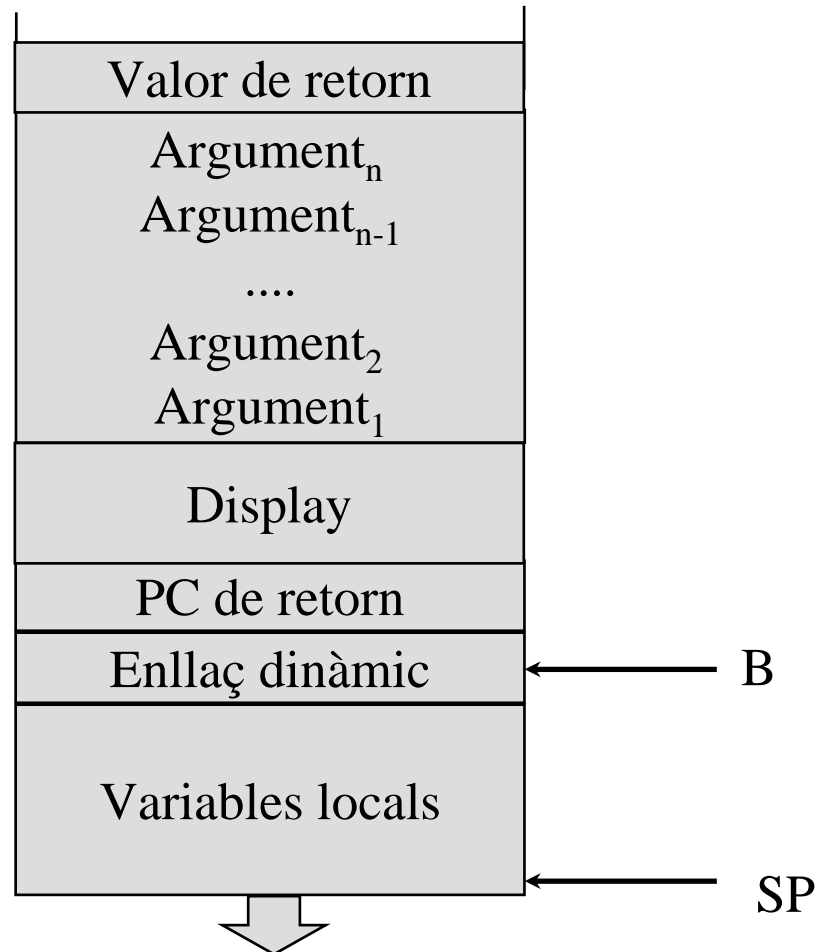 Valor de retorn
Argumentₙ
Argumentₙ₋₁
....
Argument₂
Argument₁
Display
PC de retorn
Enllaç dinàmic
B
Variables locals
SP